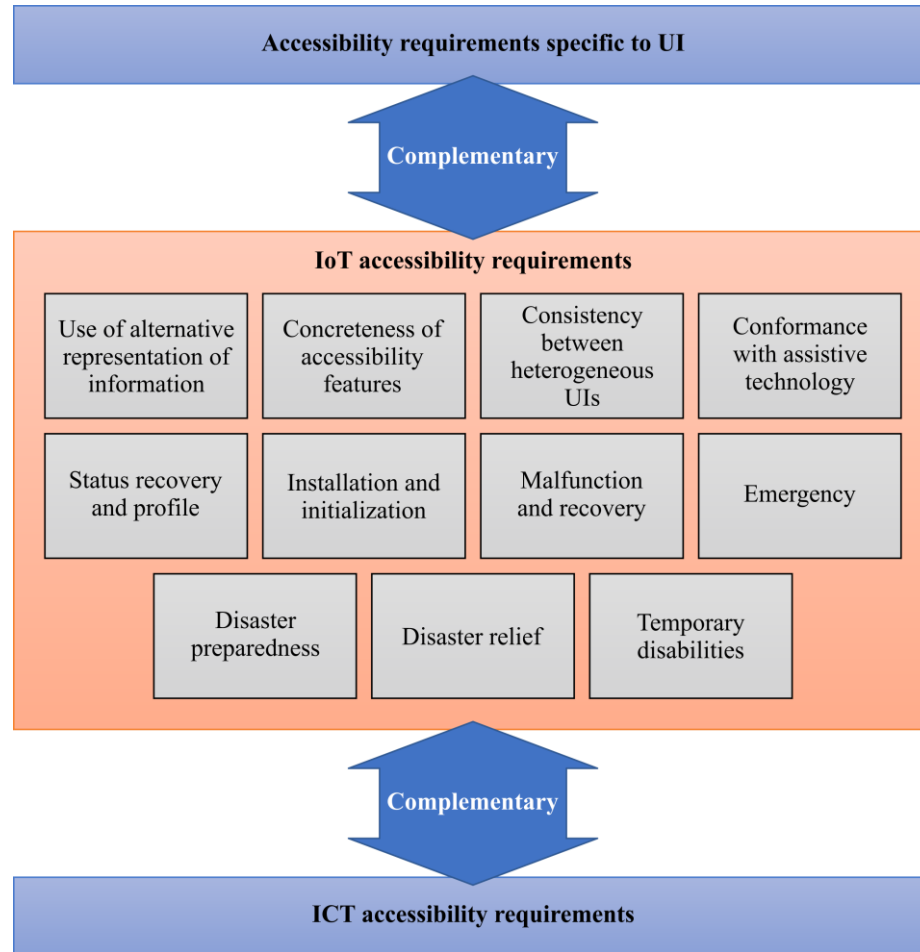 Accessibility requirements specific to UI
Complementary
IoT accessibility requirements
Use of alternative
representation of
information
Concreteness of
accessibility
features
Consistency
between
heterogeneous
UIs
Conformance
with assistive
technology
Status recovery
and profile
Installation and
initialization
Malfunction
and recovery
Emergency
Disaster
preparedness
Disaster relief
Temporary
disabilities
Complementary
ICT accessibility requirements